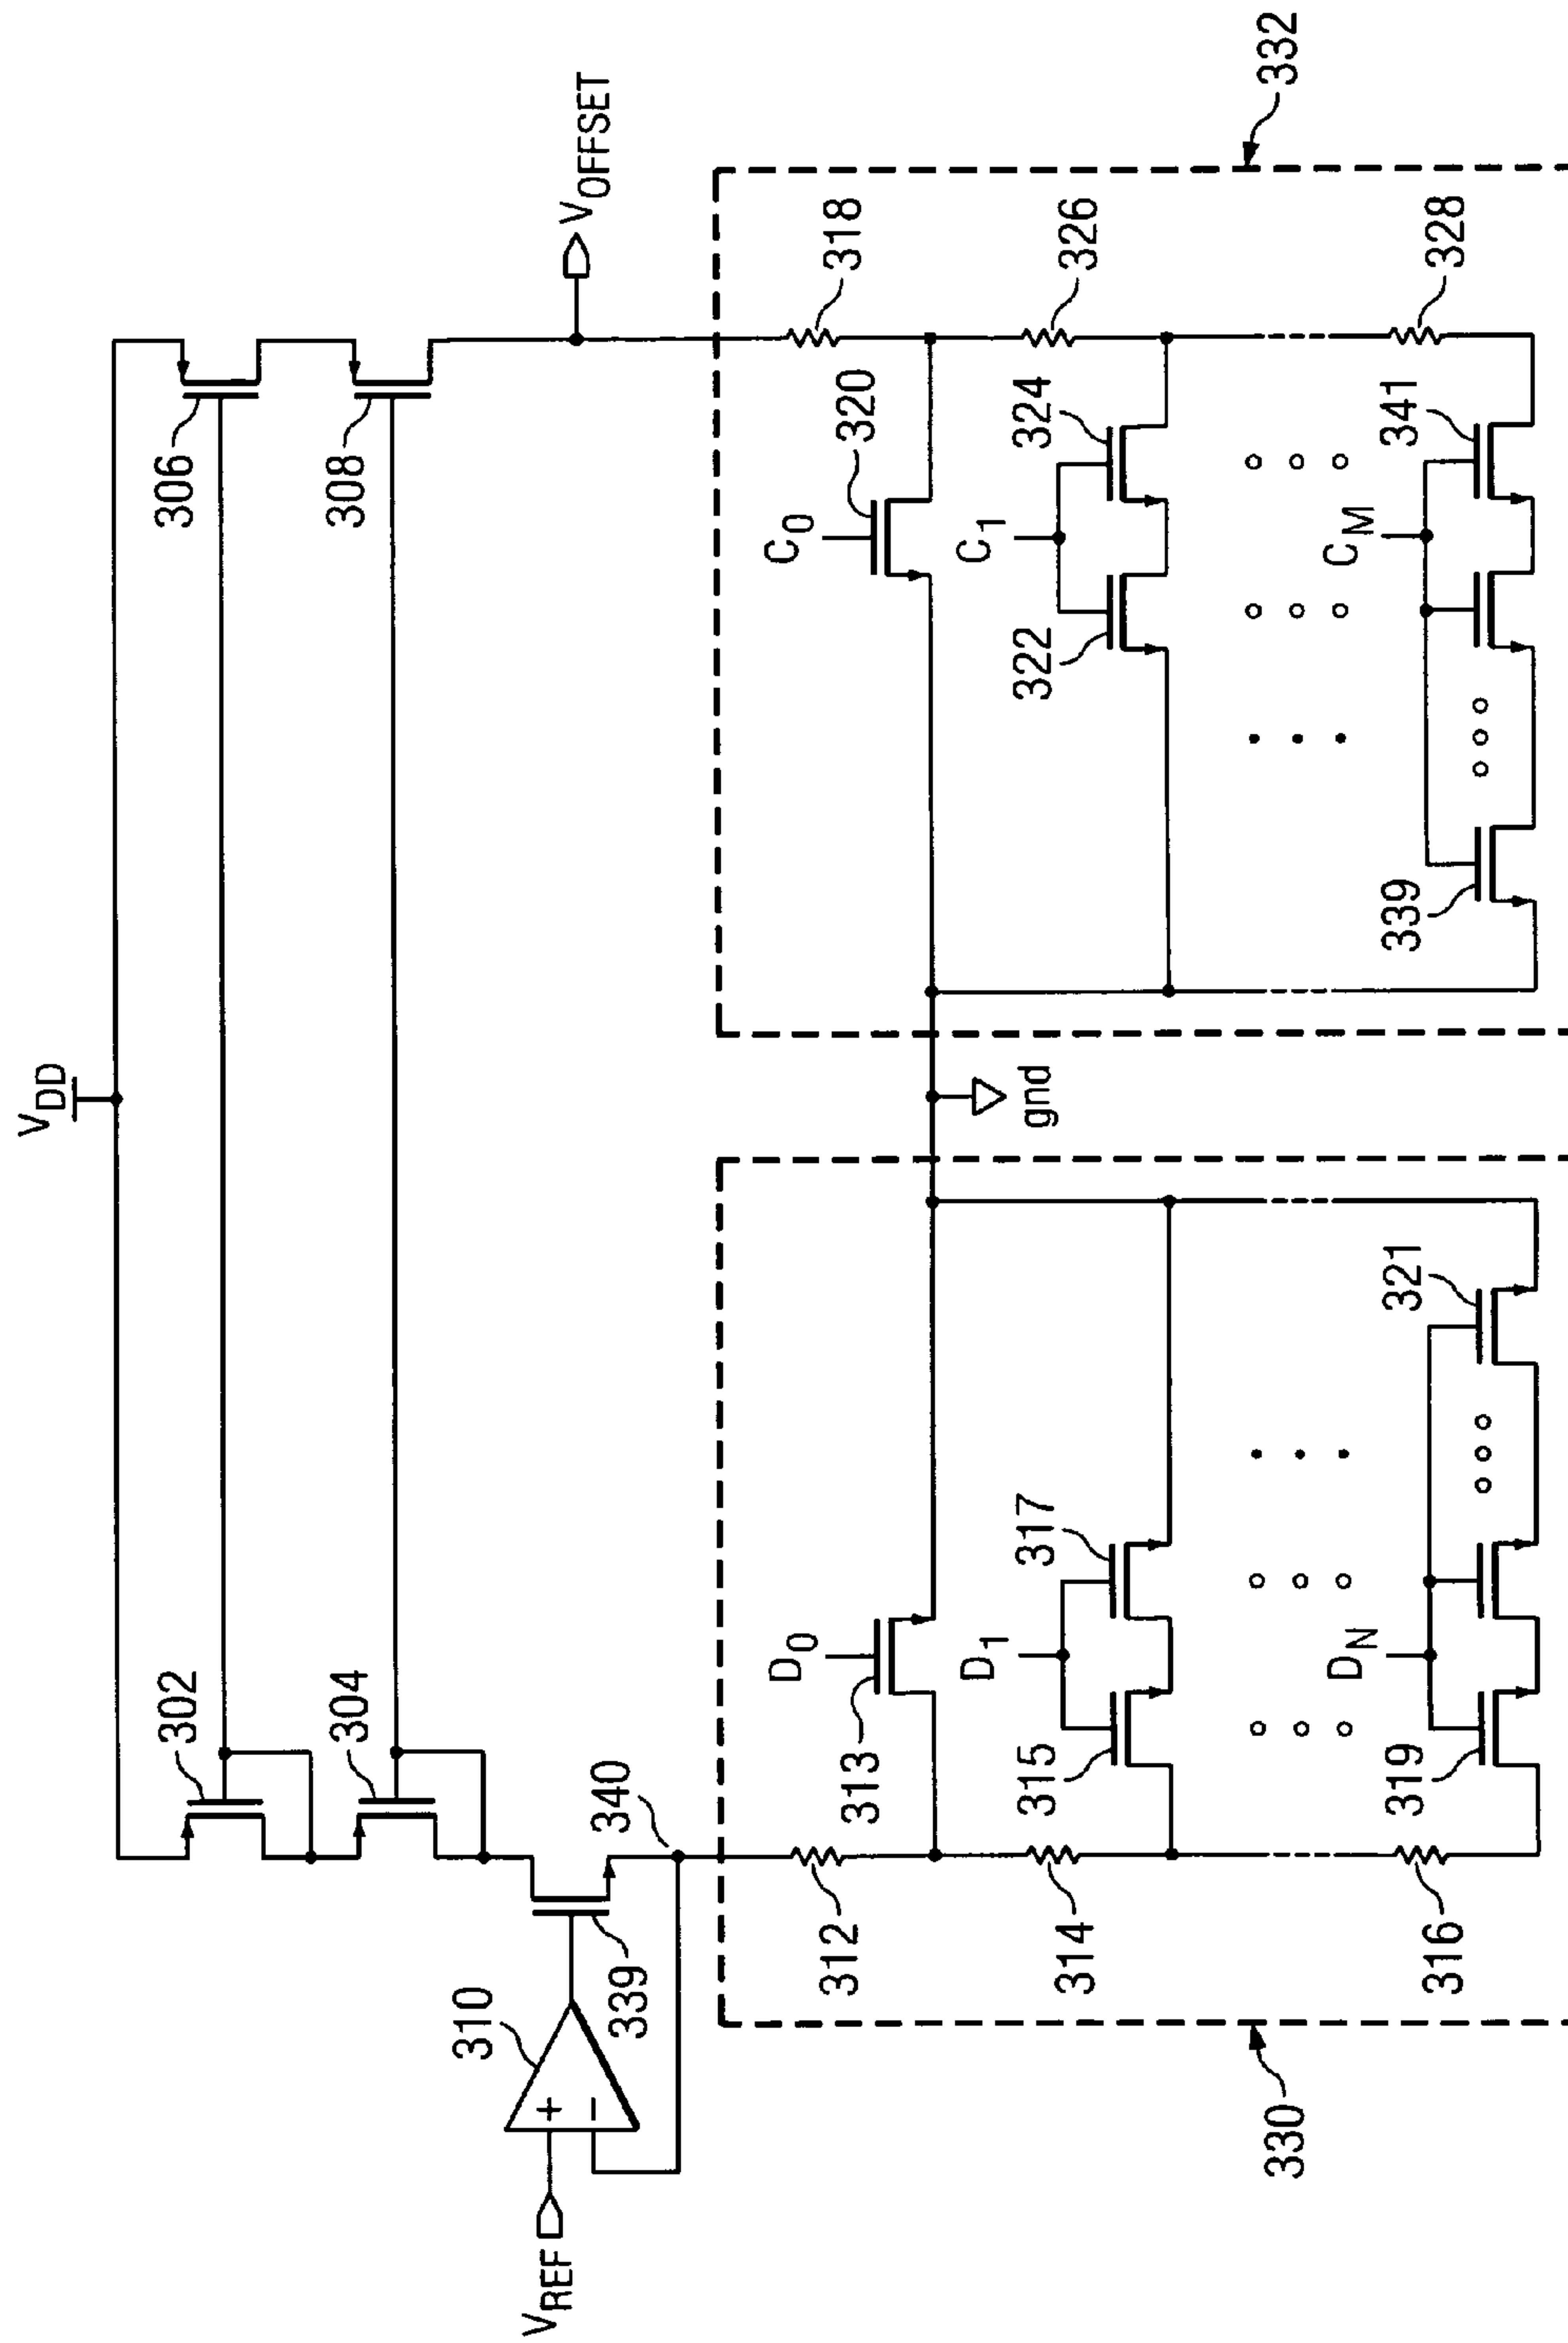 V_DD
302
306
304
308
310
339
340
V_REF
V_OFFSET
330
332
312
313
D_0
C_0
320
318
gnd
314
315
D_1
317
322
C_1
324
326
316
319
D_N
321
339
C_M
341
328
+
−